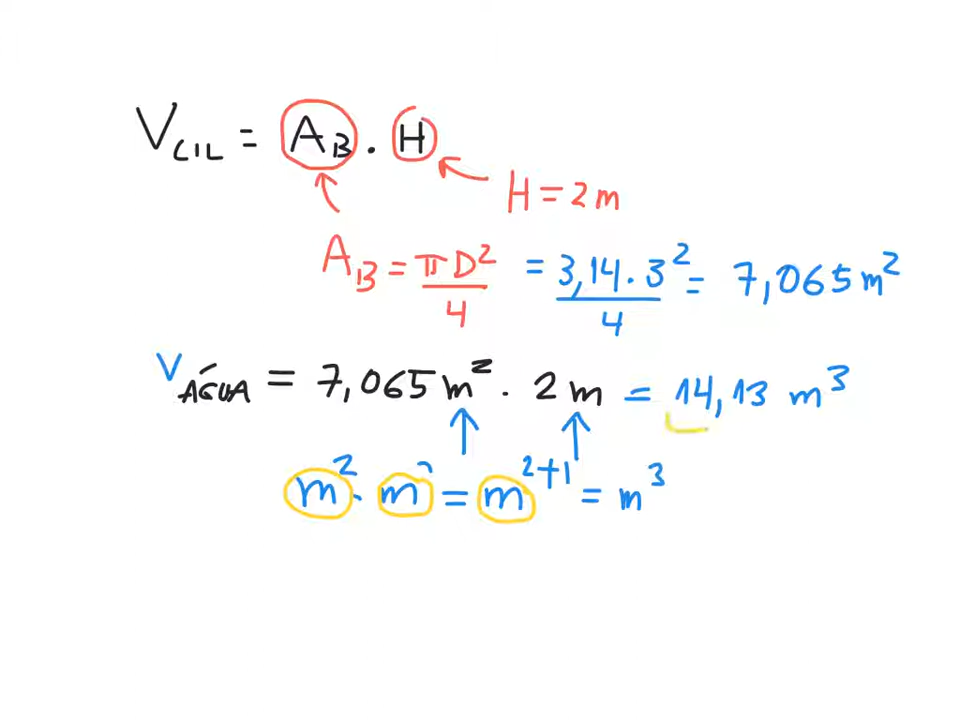 V_CIL = A_B . H
H = 2m
A_B = πD²/4 = 3,14 . 3²/4 = 7,065 m²
V_ÁGUA = 7,065 m² . 2m = 14,13 m³
m² . m¹ = m²⁺¹ = m³